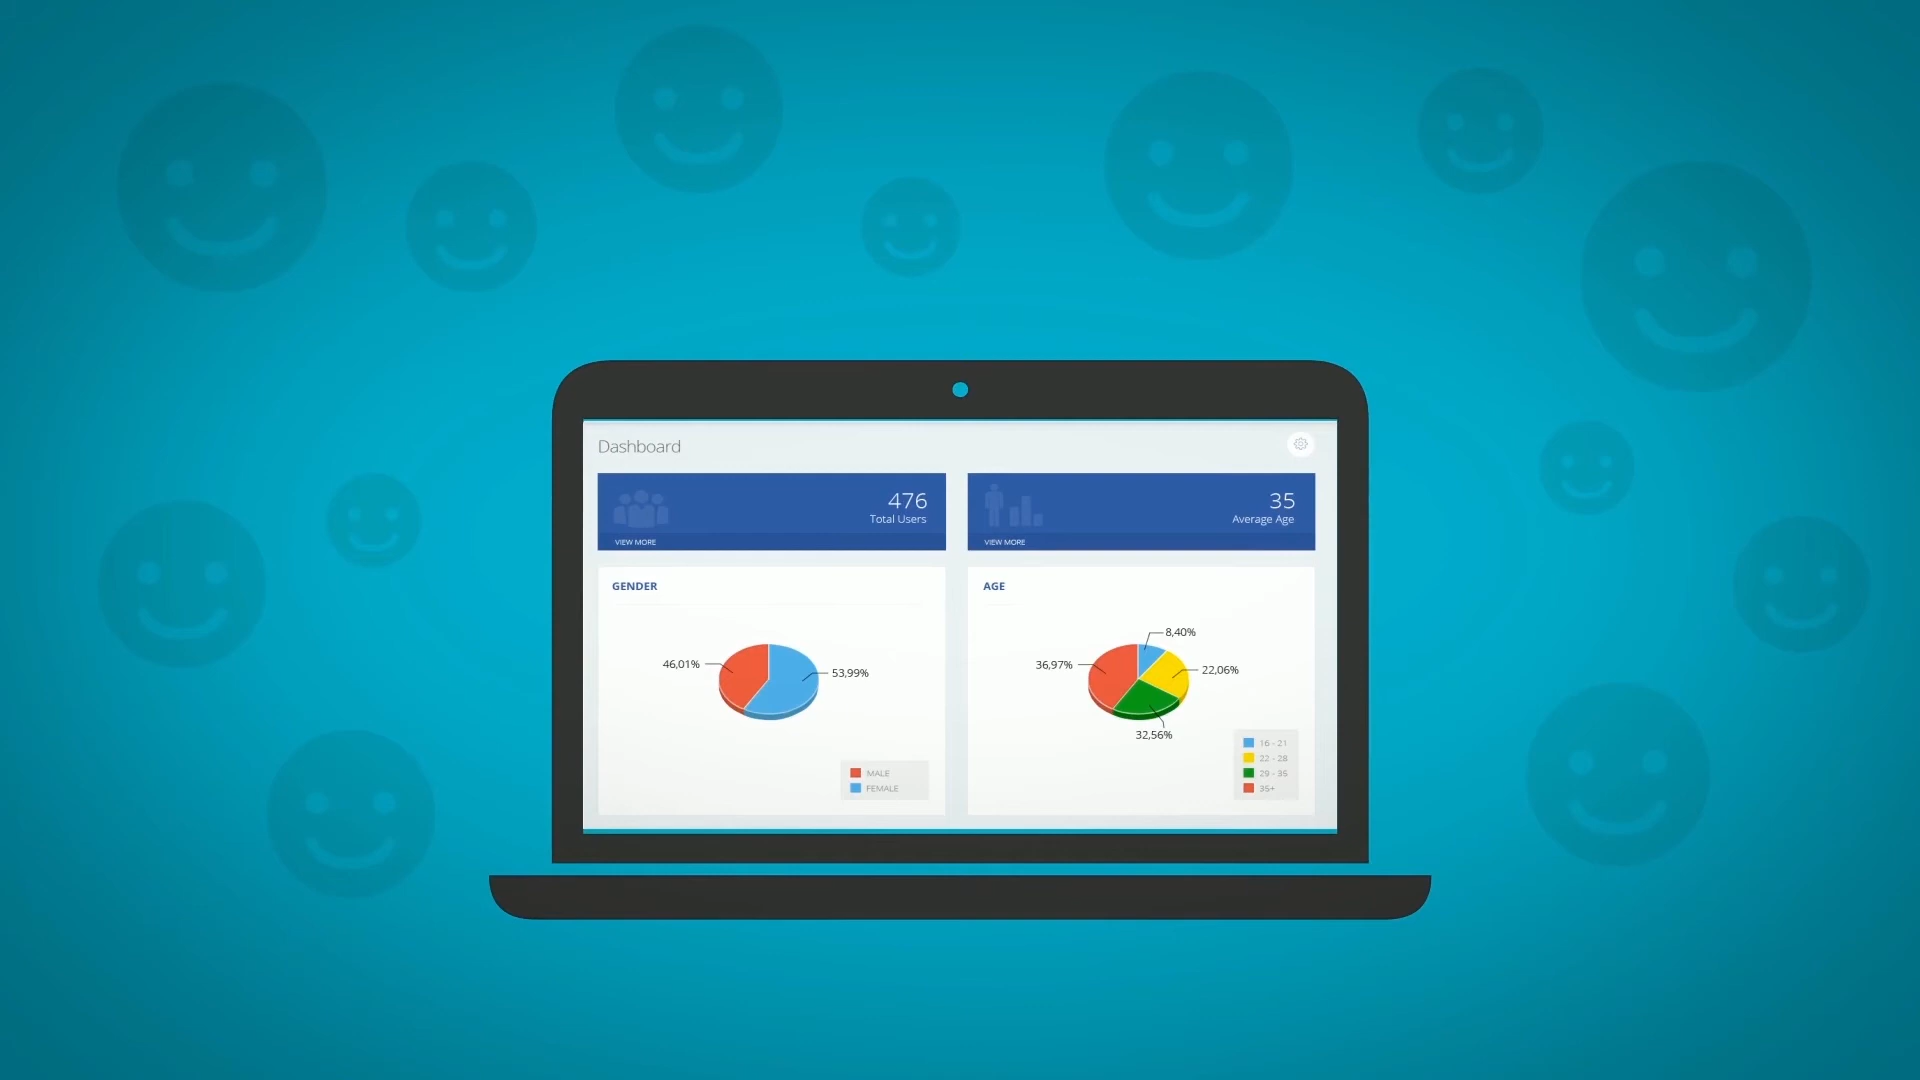 Dashboard
476
Total Users
VIEW MORE
35
Average Age
VIEW MORE
GENDER
46,01%
53,99%
MALE
FEMALE
AGE
8,40%
36,97%
22,06%
32,56%
16 - 21
22 - 28
29 - 35
35+